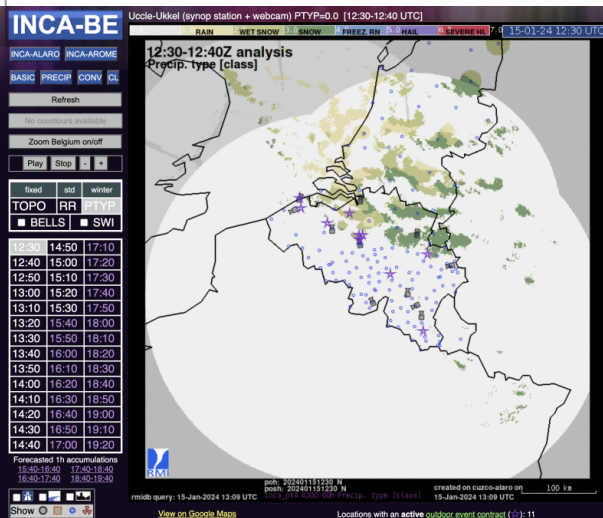 Uccle-Ukkel (synop station + webcam) PTYP=0.0 [12:30-12:40 UTC]
INCA-BE
RAIN WET SNOW SNOW FREEZ. RN HAIL SEVERE HL 7.0 15-01-24 12:30 UTC
12:30-12:40Z analysis
Precip. type [class]
INCA-ALARO INCA-AROME
BASIC PRECIP CONV CL
Refresh
No countours available
Zoom Belgium on/off
Play Stop - +
fixed std winter
TOPO RR PTYP
BELLS SWI
12:30 14:50 17:10
12:40 15:00 17:20
12:50 15:10 17:30
13:00 15:20 17:40
13:10 15:30 17:50
13:20 15:40 18:00
13:30 15:50 18:10
13:40 16:00 18:20
13:50 16:10 18:30
14:00 16:20 18:40
14:10 16:30 18:50
14:20 16:40 19:00
14:30 16:50 19:10
14:40 17:00 19:20
Forecasted 1h accumulations
15:40-16:40 17:40-18:40
16:40-17:40 18:40-19:40
Show
RMI
poh: 202401151230 N
posh: 202401151230 N
created on cuzco-alaro on
100 km
rmidb query: 15-Jan-2024 13:09 UTC
Precip. type [class]
15-Jan-2024 13:09 UTC
View on Google Maps
Locations with an active outdoor event contract (☆): 11